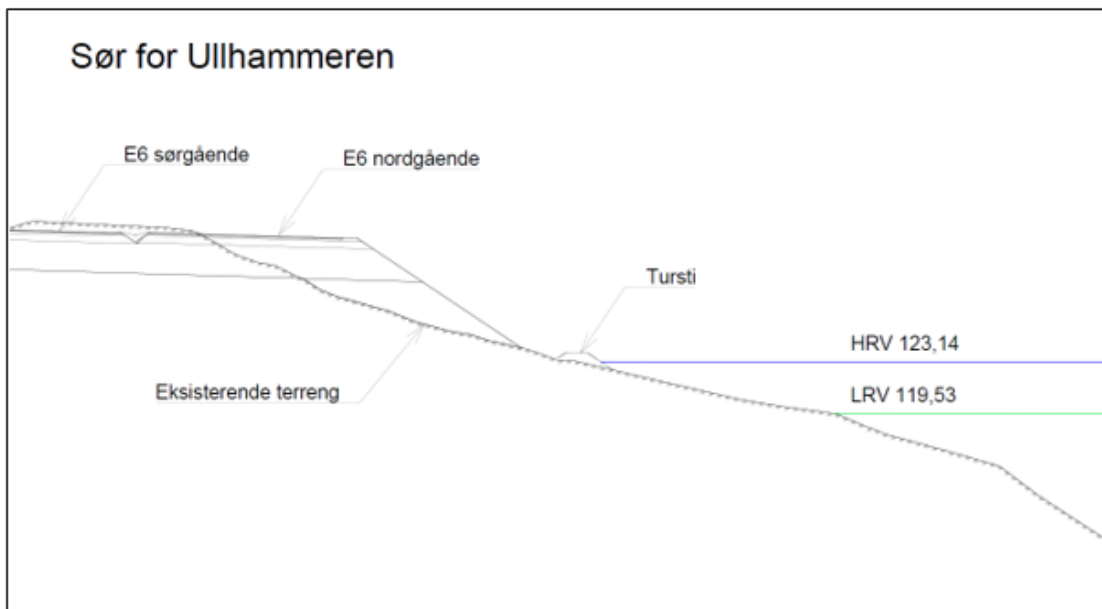 Sør for Ullhammeren
E6 sørgående
E6 nordgående
Tursti
HRV 123,14
LRV 119,53
Eksisterende terreng